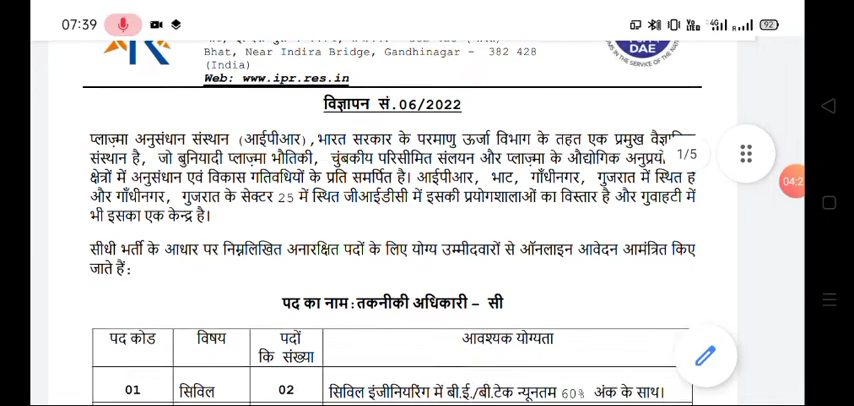 07:39
92
Bhat, Near Indira Bridge, Gandhinagar - 382 428
(India)
Web: www.ipr.res.in
DAE
विज्ञापन सं.06/2022
प्लाज़्मा अनुसंधान संस्थान (आईपीआर),भारत सरकार के परमाणु ऊर्जा विभाग के तहत एक प्रमुख
संस्थान है, जो बुनियादी प्लाज़्मा भौतिकी, चुंबकीय परिसीमित संलयन और प्लाज़्मा के औद्योगिक
1/5
क्षेत्रों में अनुसंधान एवं विकास गतिवधियों के प्रति समर्पित है। आईपीआर, भाट, गाँधीनगर, गुजरात में स्थित
04:2
और गाँधीनगर, गुजरात के सेक्टर 25 में स्थित जीआईडीसी में इसकी प्रयोगशालाओं का विस्तार है और गुवाहटी में
भी इसका एक केन्द्र है।
सीधी भर्ती के आधार पर निम्नलिखित अनारक्षित पदों के लिए योग्य उम्मीदवारों से ऑनलाइन आवेदन आमंत्रित किए
जाते हैं:
पद का नाम:तकनीकी अधिकारी – सी
पद कोड विषय पदों आवश्यक योग्यता
कि संख्या
01 सिविल 02 सिविल इंजीनियरिंग में बी.ई./बी.टेक न्यूनतम 60% अंक के साथ।